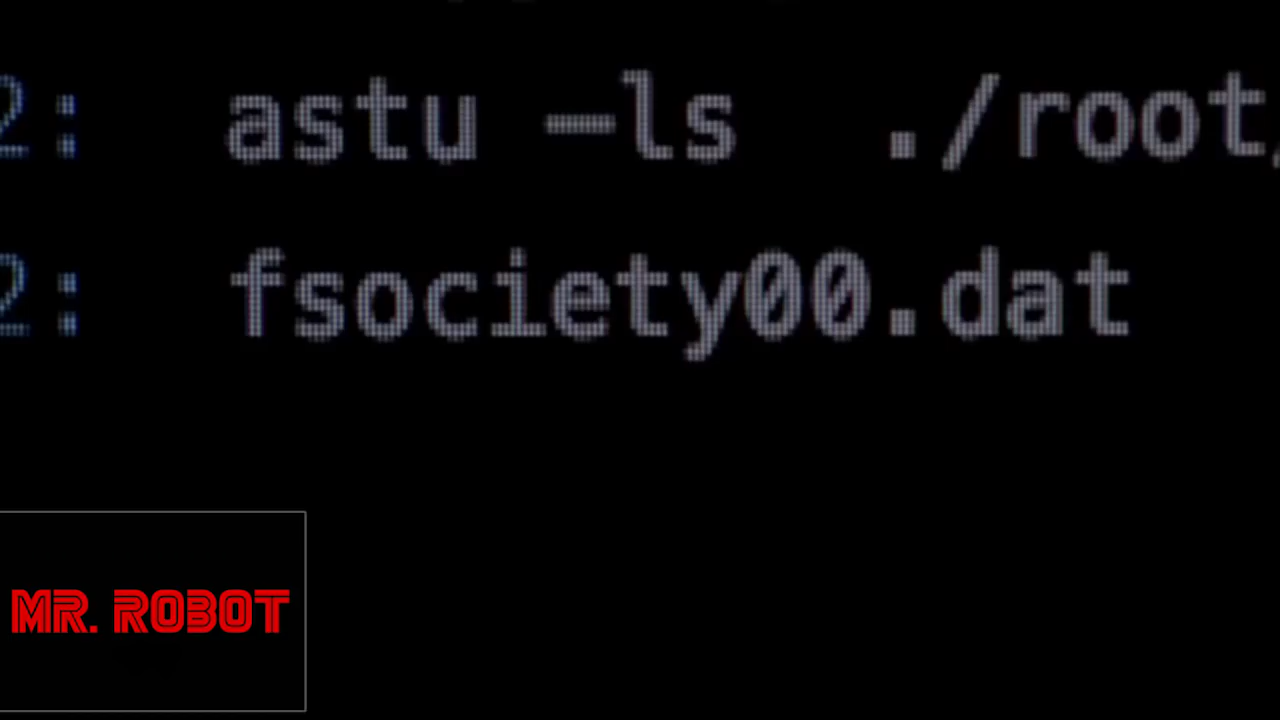 2: astu –ls ./root/
2: fsociety00.dat
MR. ROBOT